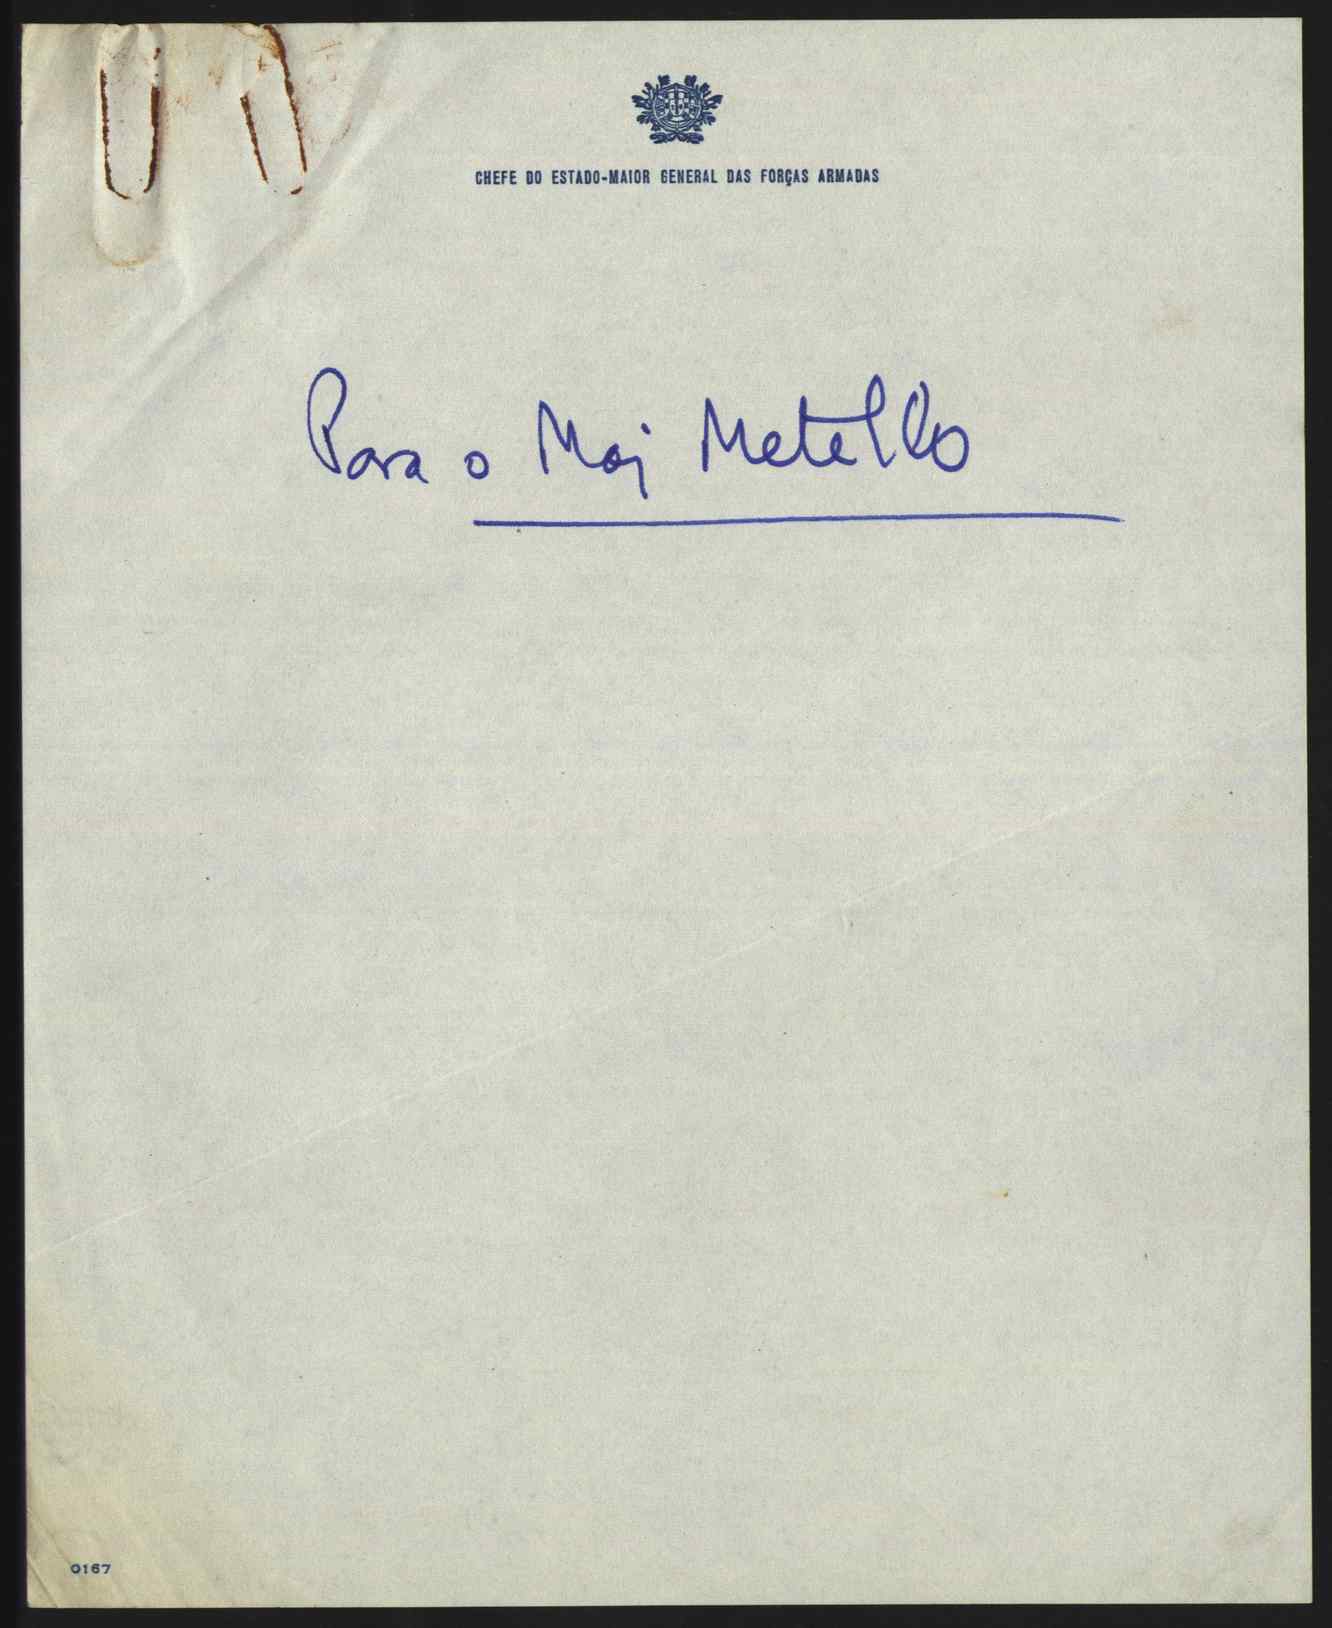 CHEFE DO ESTADO-MAIOR GENERAL DAS FORÇAS ARMADAS
Para o Maj Metello
0167